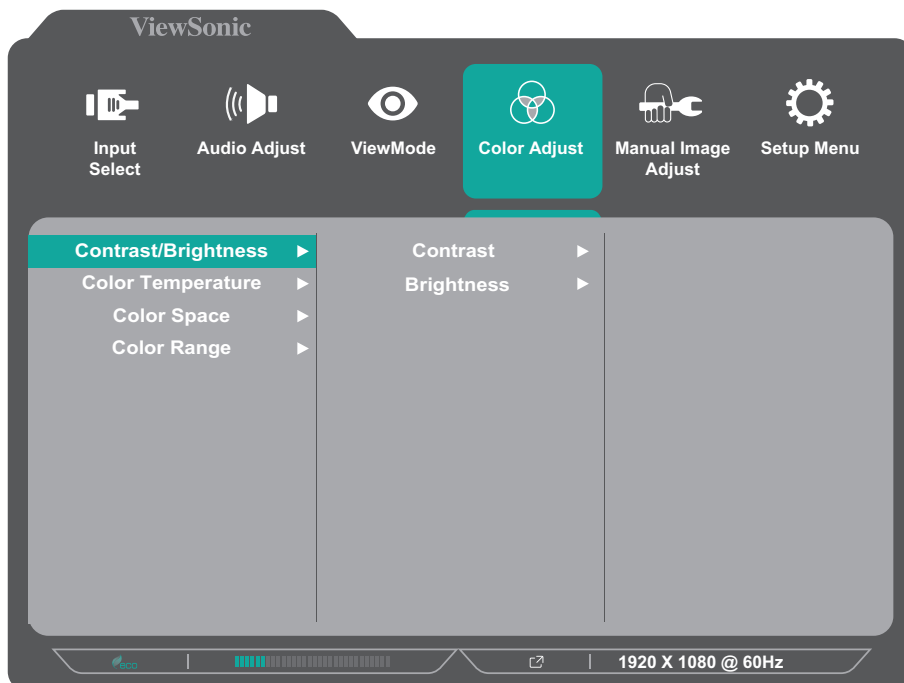 ViewSonic
Input
Select
Audio Adjust
ViewMode
Color Adjust
Manual Image
Adjust
Setup Menu
Contrast/Brightness
Color Temperature
Color Space
Color Range
Contrast
Brightness
eco
1920 X 1080 @ 60Hz